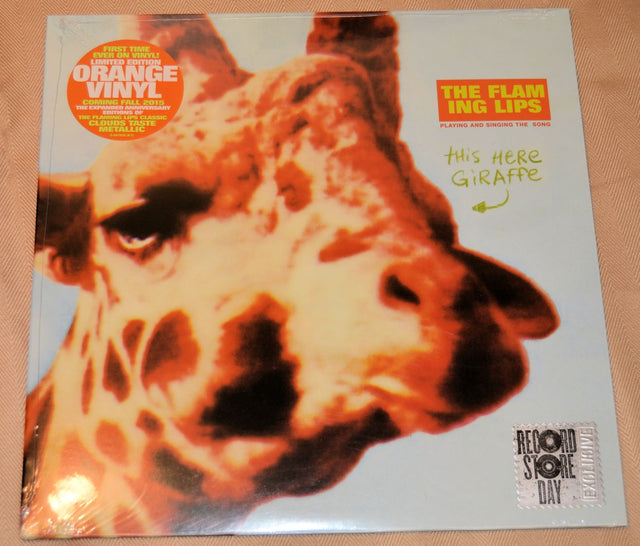 FIRST TIME
EVER ON VINYL!
LIMITED EDITION
ORANGE
VINYL
COMING FALL 2015
THE EXPANDED ANNIVERSARY
EDITIONS OF
THE FLAMING LIPS CLASSIC
CLOUDS TASTE
METALLIC
THE FLAM
ING LIPS
PLAYING AND SINGING THE SONG
tHis HERE
GiRAffe
RECORD
STORE
DAY
EXCLUSIVE